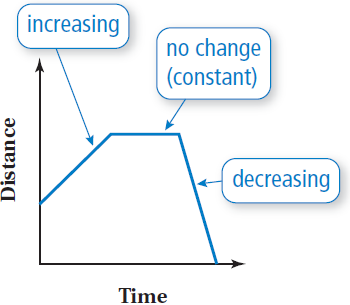 increasing
no change
(constant)
decreasing
Distance
Time